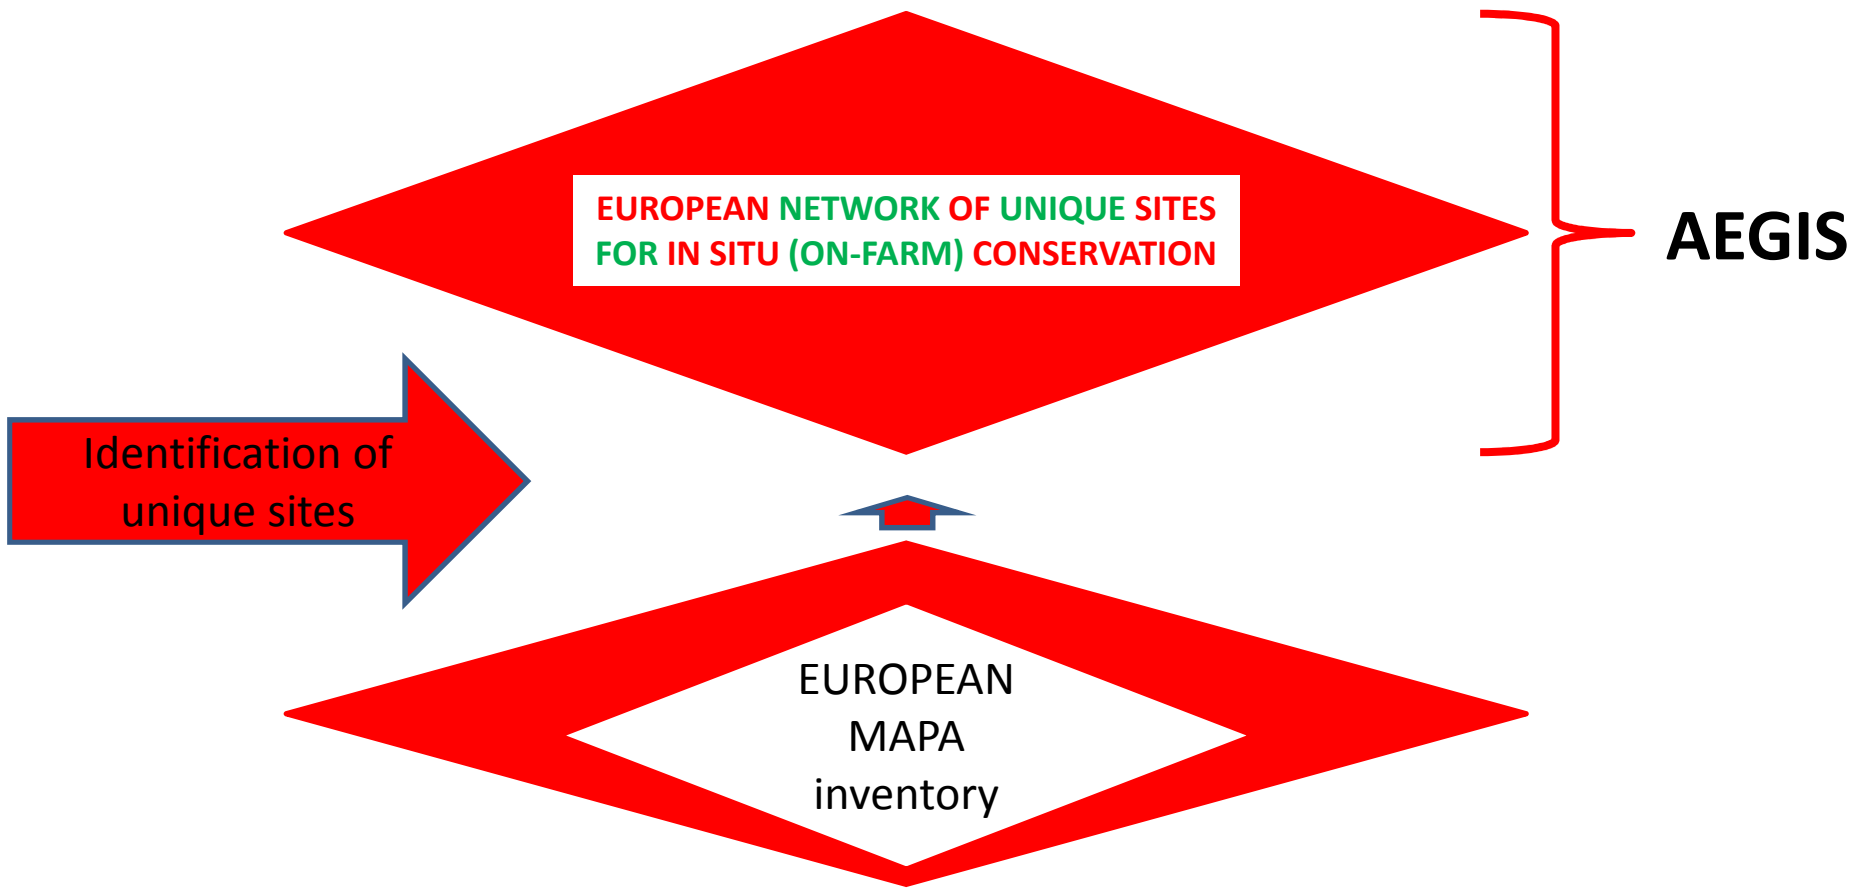 EUROPEAN NETWORK OF UNIQUE SITES
FOR IN SITU (ON-FARM) CONSERVATION
AEGIS
Identification of
unique sites
EUROPEAN
MAPA
inventory